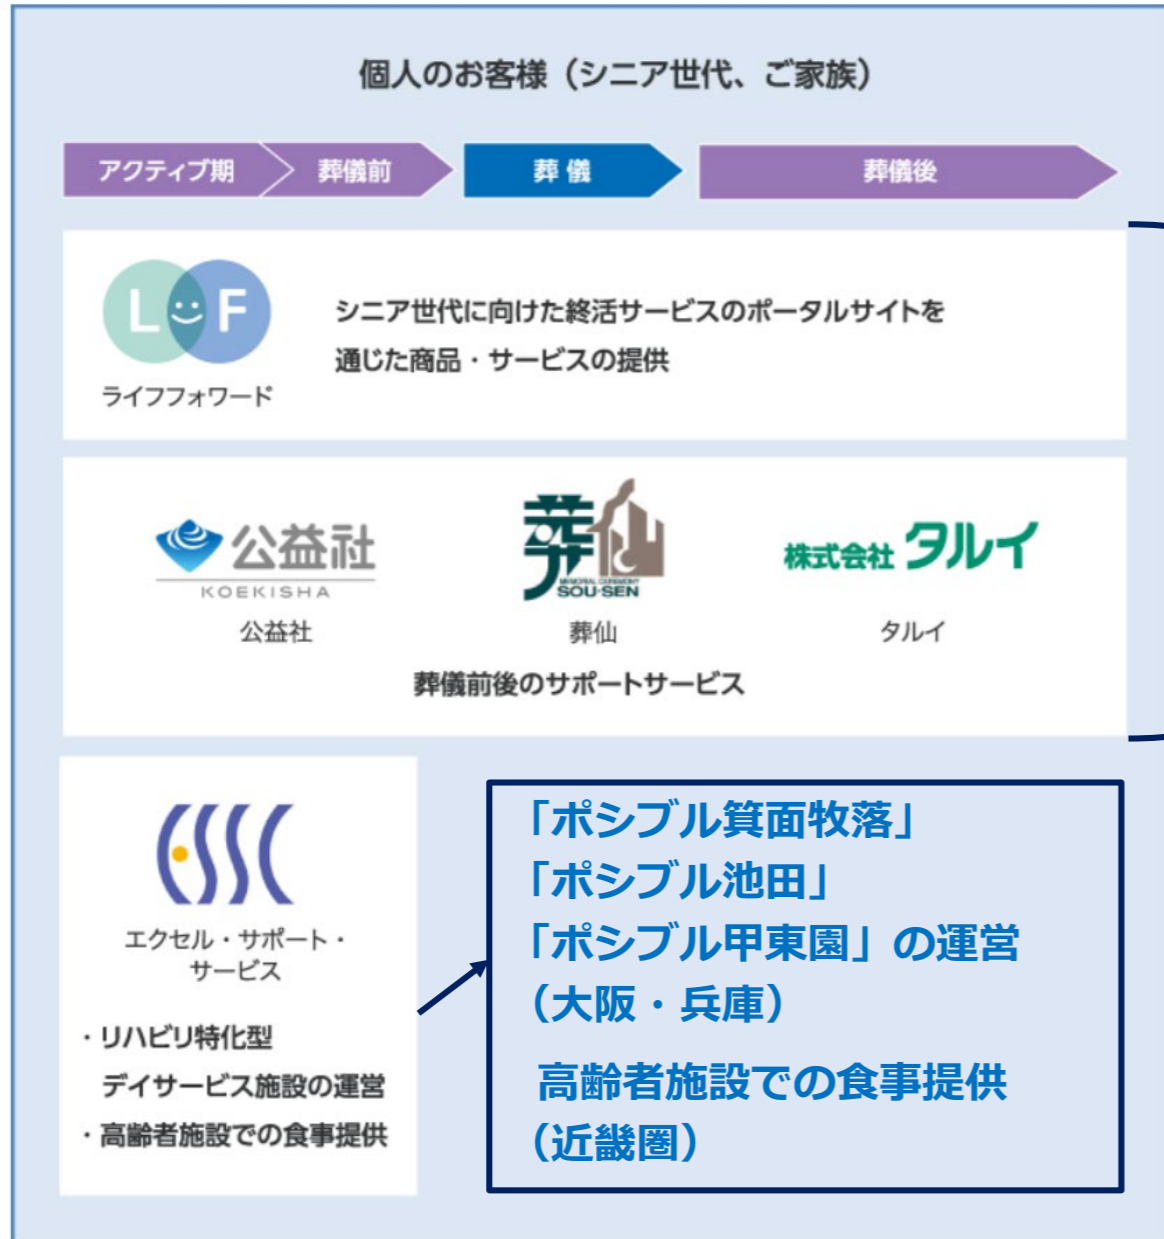 個人のお客様（シニア世代、ご家族）
アクティブ期
葬儀前
葬儀
葬儀後
L F
ライフフォワード
シニア世代に向けた終活サービスのポータルサイトを
通じた商品・サービスの提供
公益社
KOEKISHA
公益社
葬仙
MEMORIAL CEREMONY
SOU·SEN
葬仙
株式会社 タルイ
タルイ
葬儀前後のサポートサービス
ESSC
エクセル・サポート・
サービス
・リハビリ特化型
デイサービス施設の運営
・高齢者施設での食事提供
「ポシブル箕面牧落」
「ポシブル池田」
「ポシブル甲東園」の運営
（大阪・兵庫）
高齢者施設での食事提供
（近畿圏）